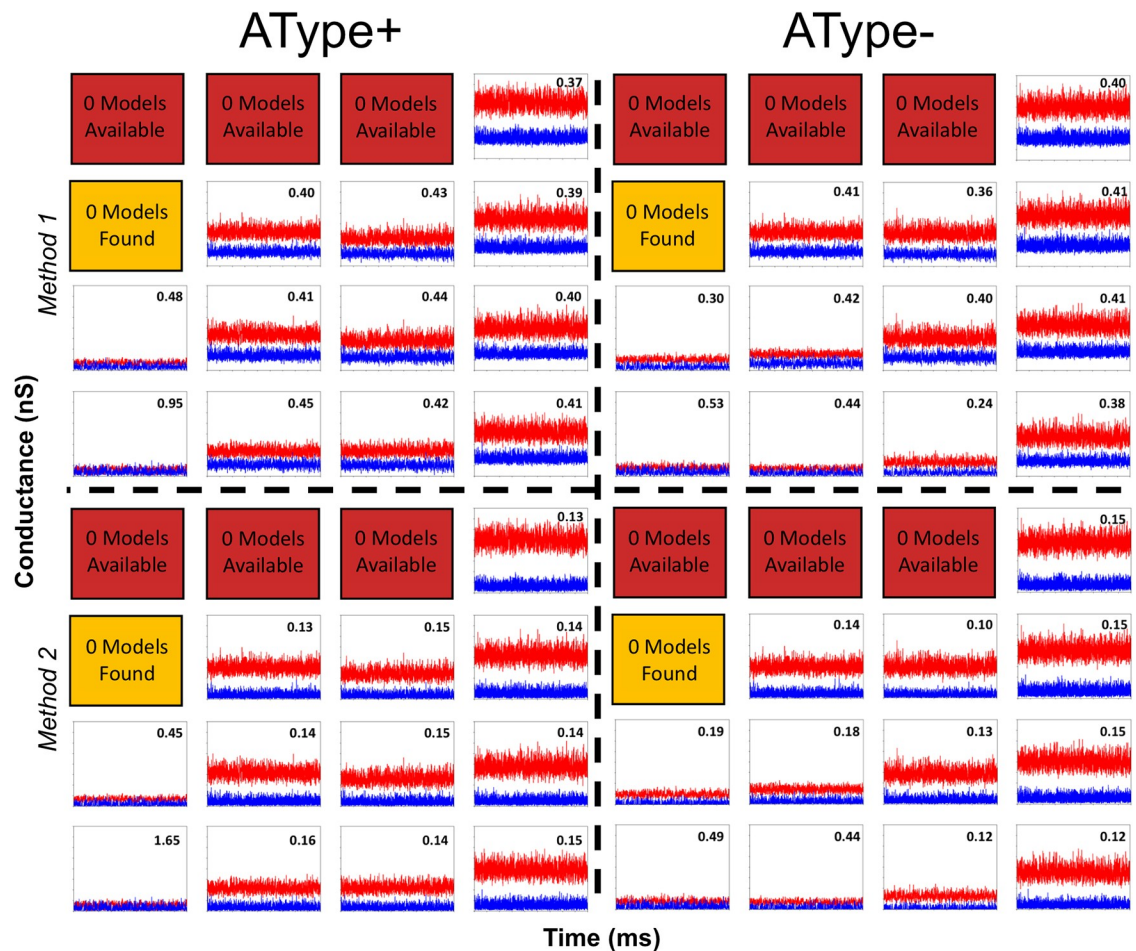 AType+ AType-
0 Models Available 0 Models Available 0 Models Available 0.37 0 Models Available 0 Models Available 0 Models Available 0.40
Method 1
0 Models Found 0.40 0.43 0.39 0 Models Found 0.41 0.36 0.41
0.48 0.41 0.44 0.40 0.30 0.42 0.40 0.41
0.95 0.45 0.42 0.41 0.53 0.44 0.24 0.38
Conductance (nS)
0 Models Available 0 Models Available 0 Models Available 0.13 0 Models Available 0 Models Available 0 Models Available 0.15
Method 2
0 Models Found 0.13 0.15 0.14 0 Models Found 0.14 0.10 0.15
0.45 0.14 0.15 0.14 0.19 0.18 0.13 0.15
1.65 0.16 0.14 0.15 0.49 0.44 0.12 0.12
Time (ms)